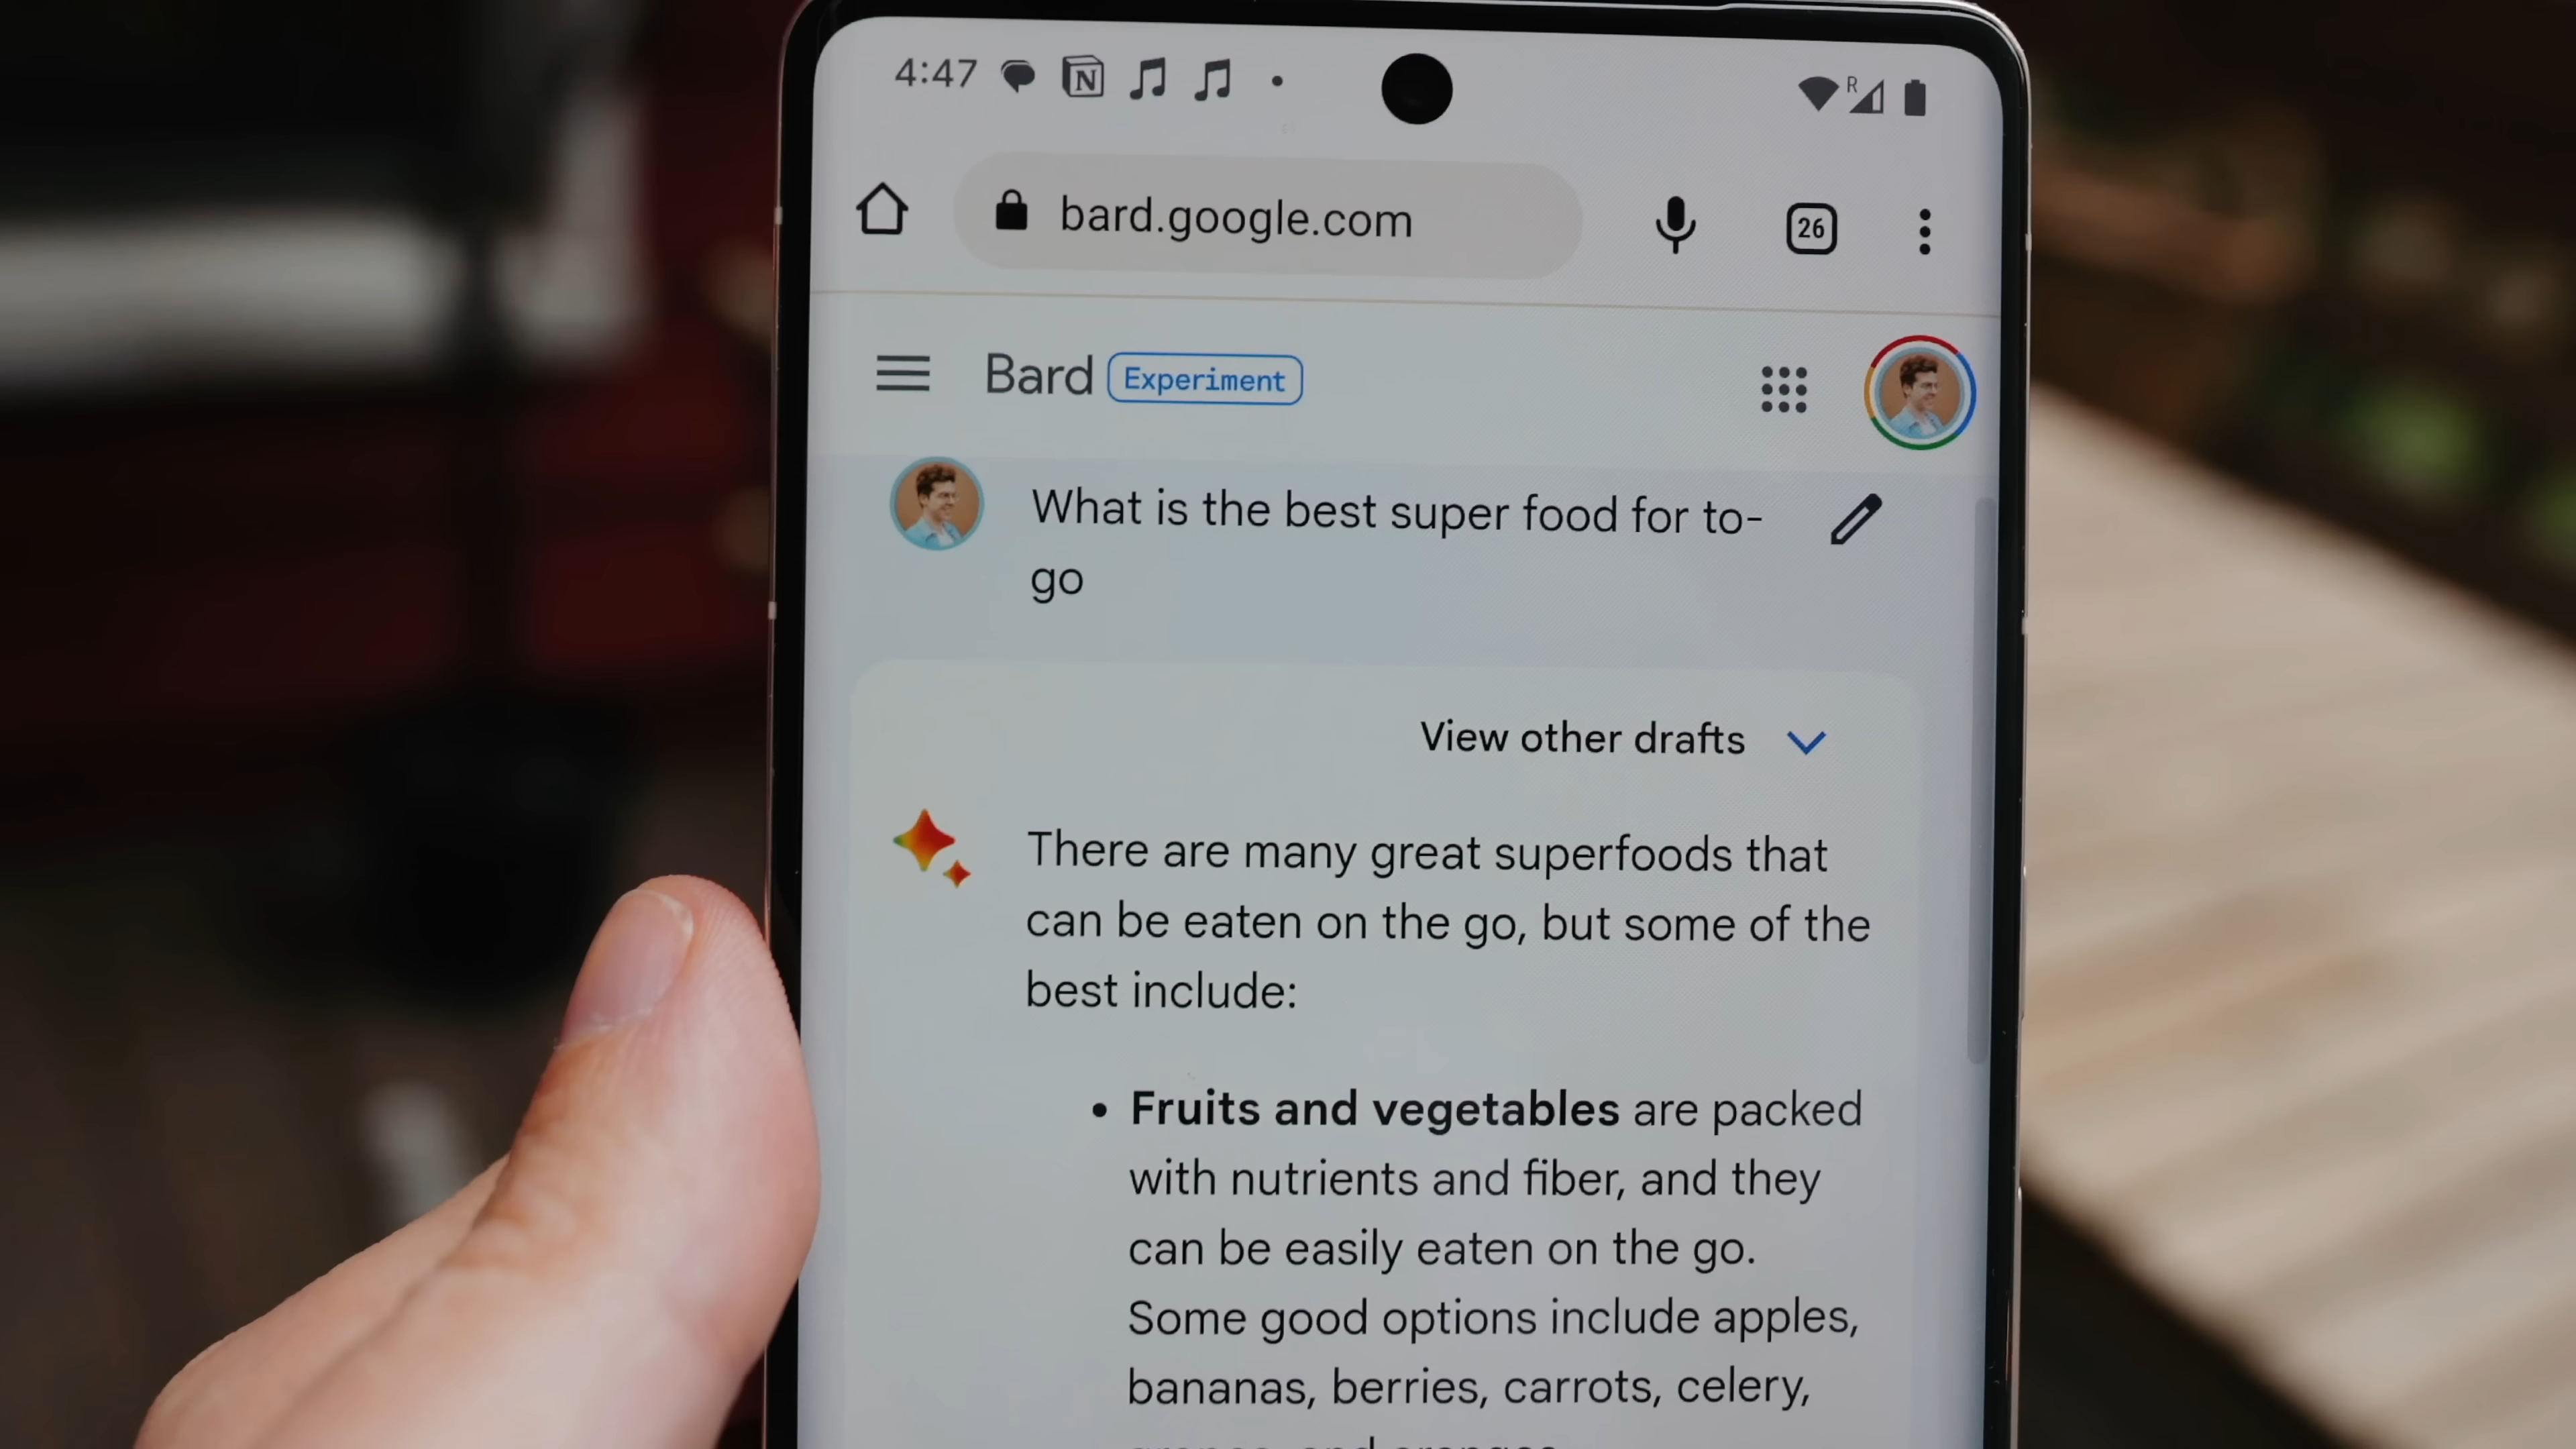 4:47
N
R
bard.google.com
26
Bard Experiment
What is the best super food for to-
go
View other drafts
There are many great superfoods that
can be eaten on the go, but some of the
best include:
• Fruits and vegetables are packed
with nutrients and fiber, and they
can be easily eaten on the go.
Some good options include apples,
bananas, berries, carrots, celery,